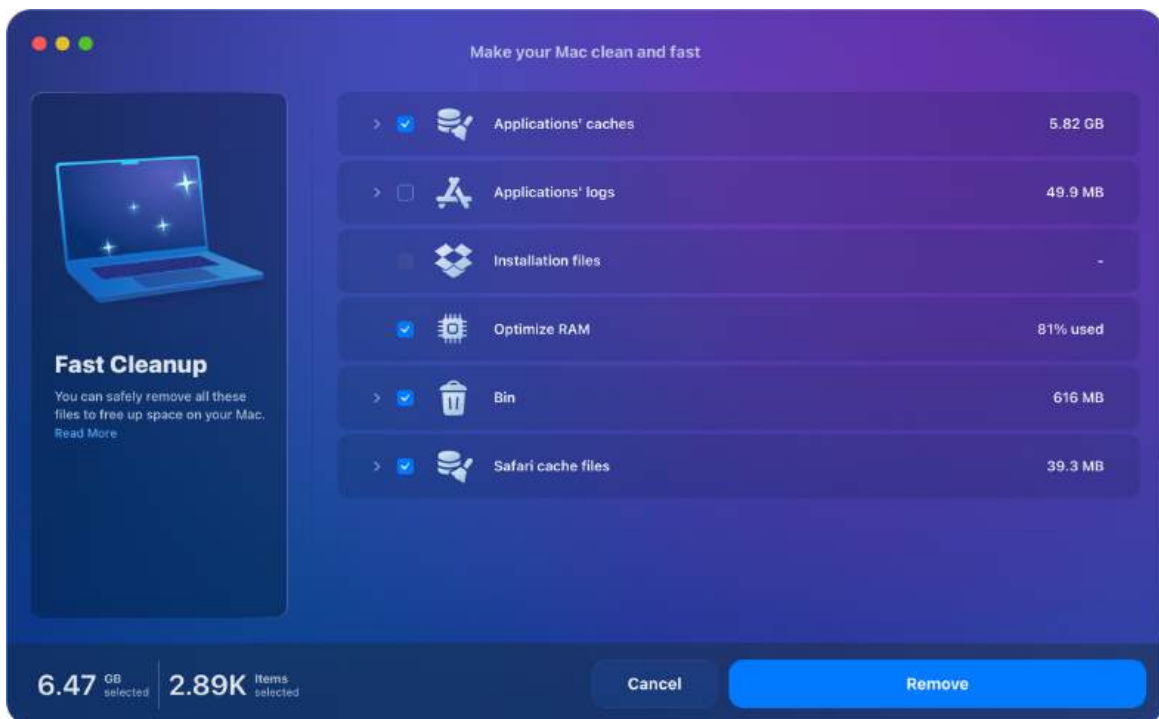 Make your Mac clean and fast
Applications' caches 5.82 GB
Applications' logs 49.9 MB
Installation files -
Optimize RAM 81% used
Bin 616 MB
Safari cache files 39.3 MB
Fast Cleanup
You can safely remove all these
files to free up space on your Mac.
Read More
6.47 GB selected 2.89K Items selected
Cancel
Remove